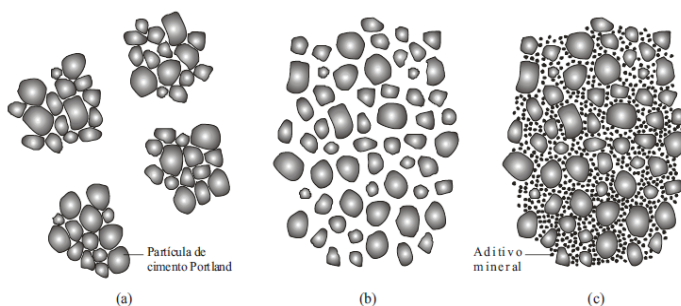 Partícula de
cimento Portland
Aditivo
mineral
(a)
(b)
(c)